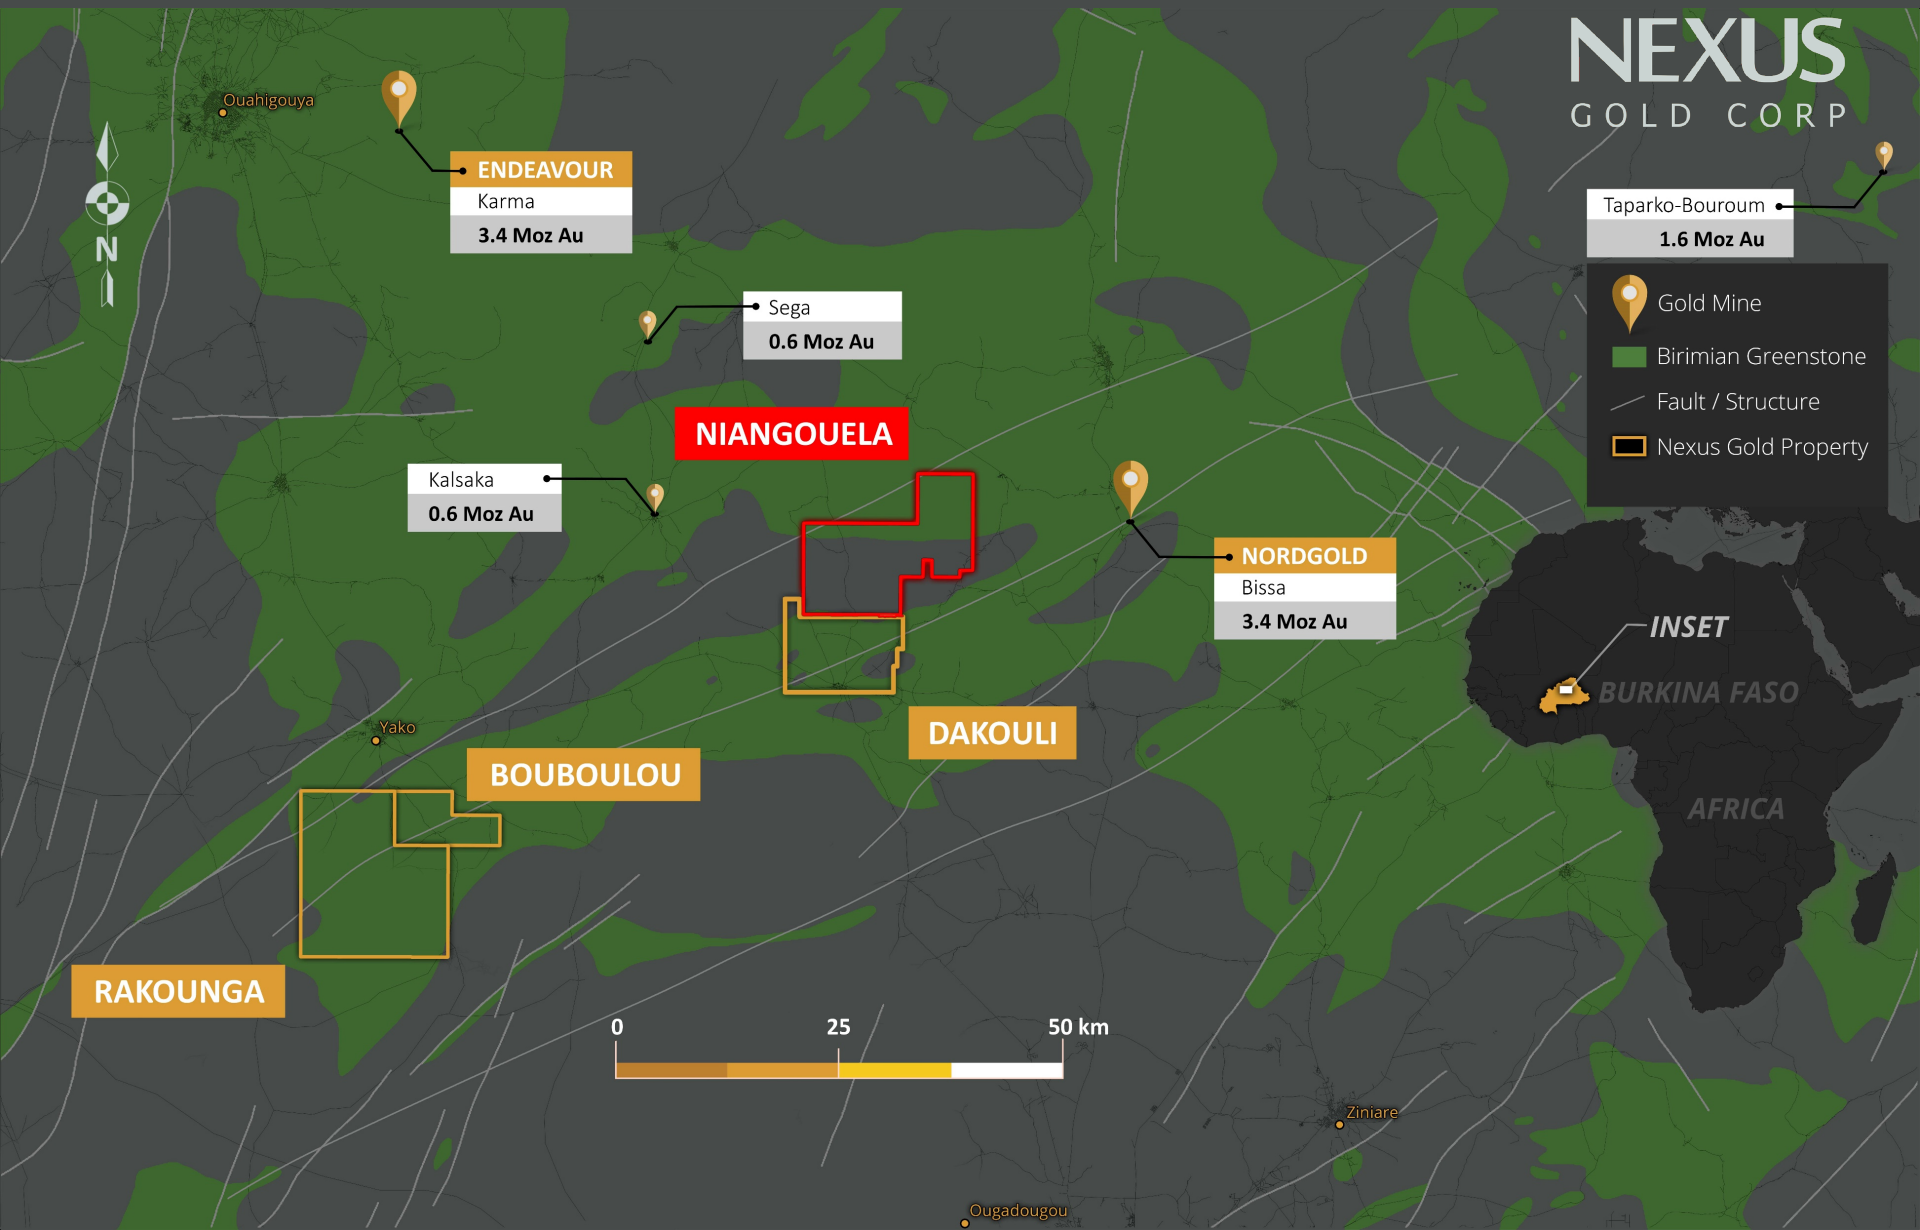 NEXUS
GOLD CORP
Ouahigouya
N
ENDEAVOUR
Karma
3.4 Moz Au
Taparko-Bouroum
1.6 Moz Au
Gold Mine
Birimian Greenstone
Fault / Structure
Nexus Gold Property
Sega
0.6 Moz Au
NIANGOUELA
Kalsaka
0.6 Moz Au
NORDGOLD
Bissa
3.4 Moz Au
INSET
BURKINA FASO
AFRICA
DAKOULI
Yako
BOUBOULOU
RAKOUNGA
0 25 50 km
Ziniare
Ougadougou